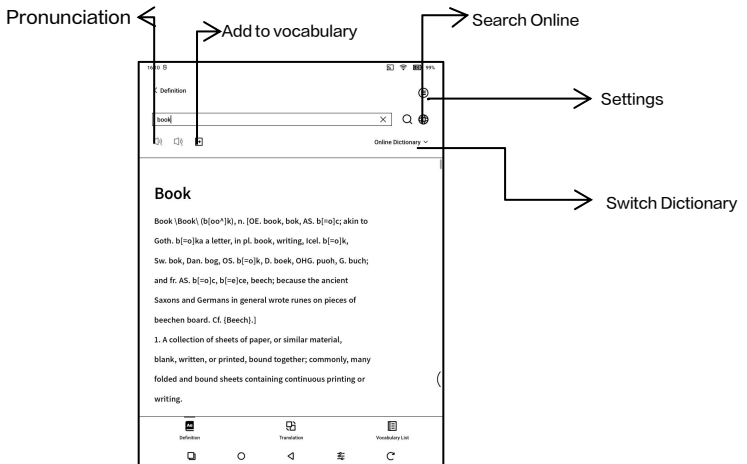 Pronunciation
Add to vocabulary
Search Online
16:10
99%
Definition
Settings
book
Online Dictionary
Switch Dictionary
Book
Book \Book\ (b[oo^]k), n. [OE. book, bok, AS. b[=o]c; akin to
Goth. b[=o]ka a letter, in pl. book, writing, Icel. b[=o]k,
Sw. bok, Dan. bog, OS. b[=o]k, D. boek, OHG. puoh, G. buch;
and fr. AS. b[=o]c, b[=e]ce, beech; because the ancient
Saxons and Germans in general wrote runes on pieces of
beechen board. Cf. {Beech}.]
1. A collection of sheets of paper, or similar material,
blank, written, or printed, bound together; commonly, many
folded and bound sheets containing continuous printing or
writing.
Definition
Translation
Vocabulary List